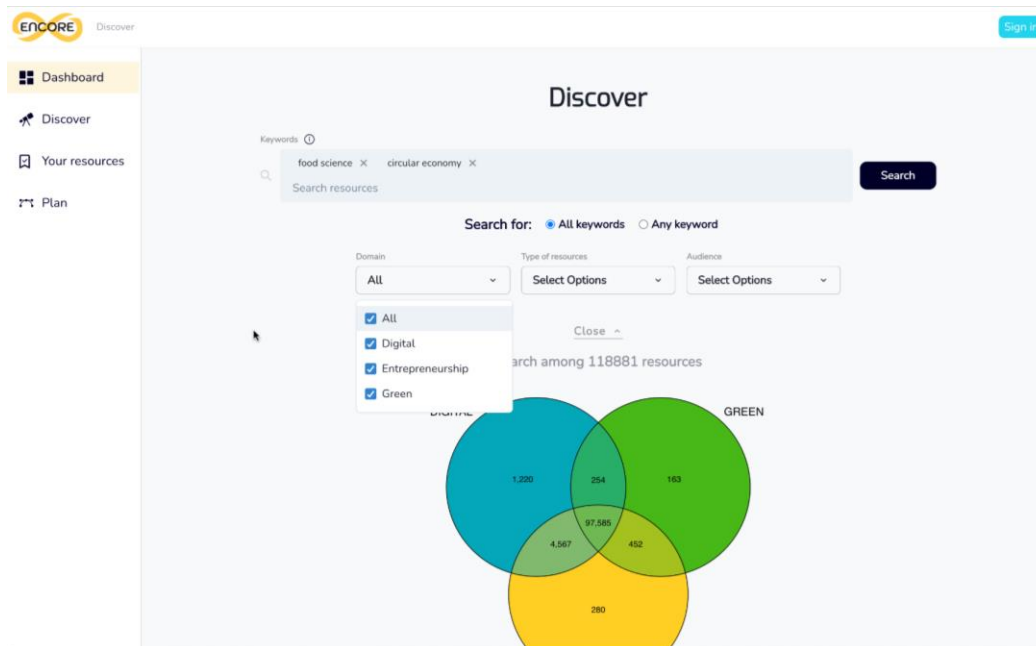 ENCORE Discover Sign in
Dashboard
Discover
Your resources
Plan
Discover
Keywords
food science × circular economy ×
Search resources
Search
Search for: All keywords Any keyword
Domain Type of resources Audience
All Select Options Select Options
All
Digital
Entrepreneurship
Green
Close
arch among 118881 resources
GREEN
1,220 254 163
97,585
4,567 452
280